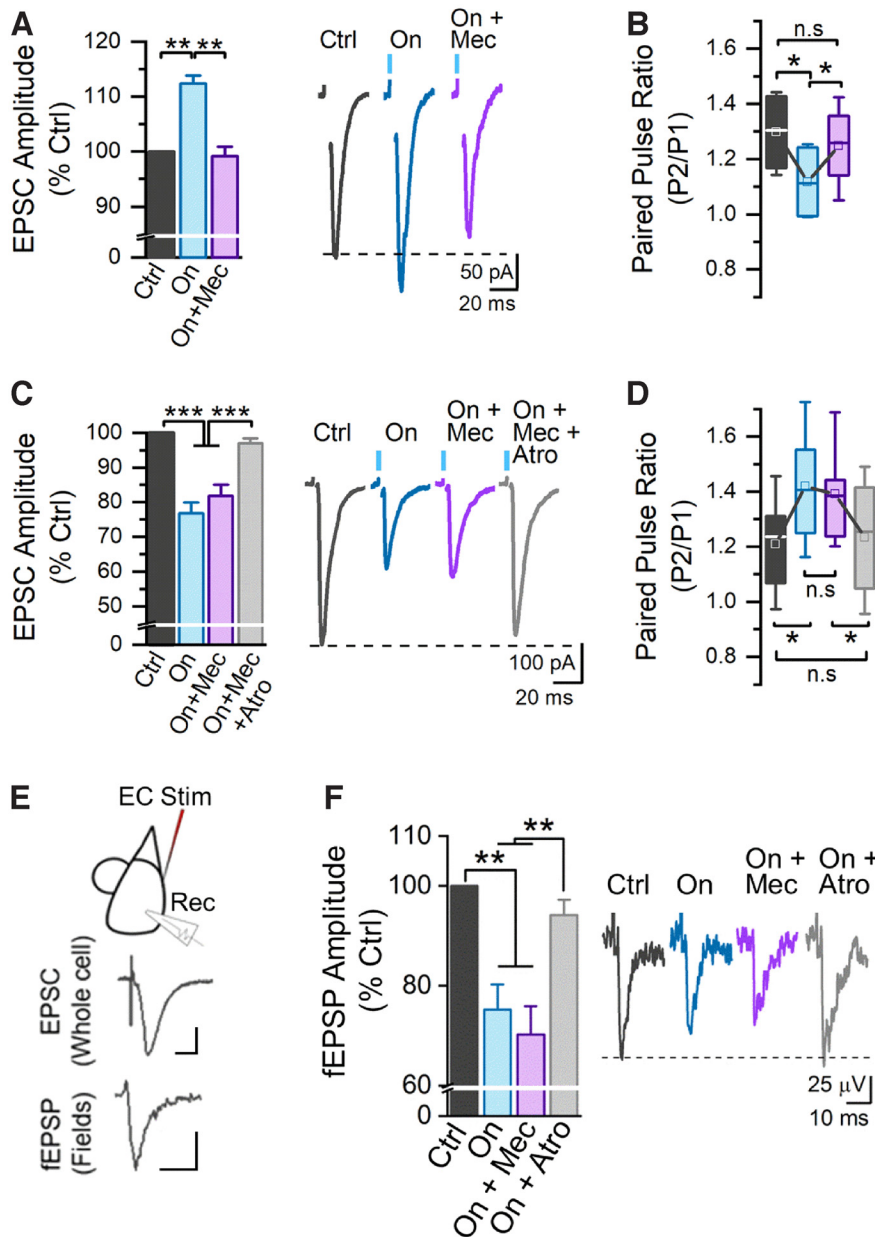 A
EPSC Amplitude
(% Ctrl)
120
110
100
90
0
** **
Ctrl
On
On+Mec
Ctrl
On
On +
Mec
50 pA
20 ms
B
Paired Pulse Ratio
(P2/P1)
1.6
1.4
1.2
1.0
0.8
n.s
* *
C
EPSC Amplitude
(% Ctrl)
100
90
80
70
60
50
0
*** ***
Ctrl
On
On+Mec
On+Mec
+Atro
Ctrl
On
On +
Mec
On +
Mec +
Atro
100 pA
20 ms
D
Paired Pulse Ratio
(P2/P1)
1.6
1.4
1.2
1.0
0.8
n.s
* *
n.s
E
EC Stim
Rec
EPSC
(Whole cell)
fEPSP
(Fields)
F
fEPSP Amplitude
(% Ctrl)
110
100
80
60
0
**
**
Ctrl
On
On + Mec
On + Atro
Ctrl
On
On +
Mec
On +
Atro
25 µV
10 ms